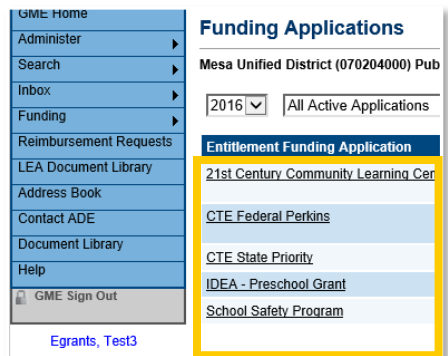 GME Home
Administer
Search
Inbox
Funding
Reimbursement Requests
LEA Document Library
Address Book
Contact ADE
Document Library
Help
GME Sign Out
Egrants, Test3
Funding Applications
Mesa Unified District (070204000) Pub
2016 All Active Applications
Entitlement Funding Application
21st Century Community Learning Cen
CTE Federal Perkins
CTE State Priority
IDEA - Preschool Grant
School Safety Program